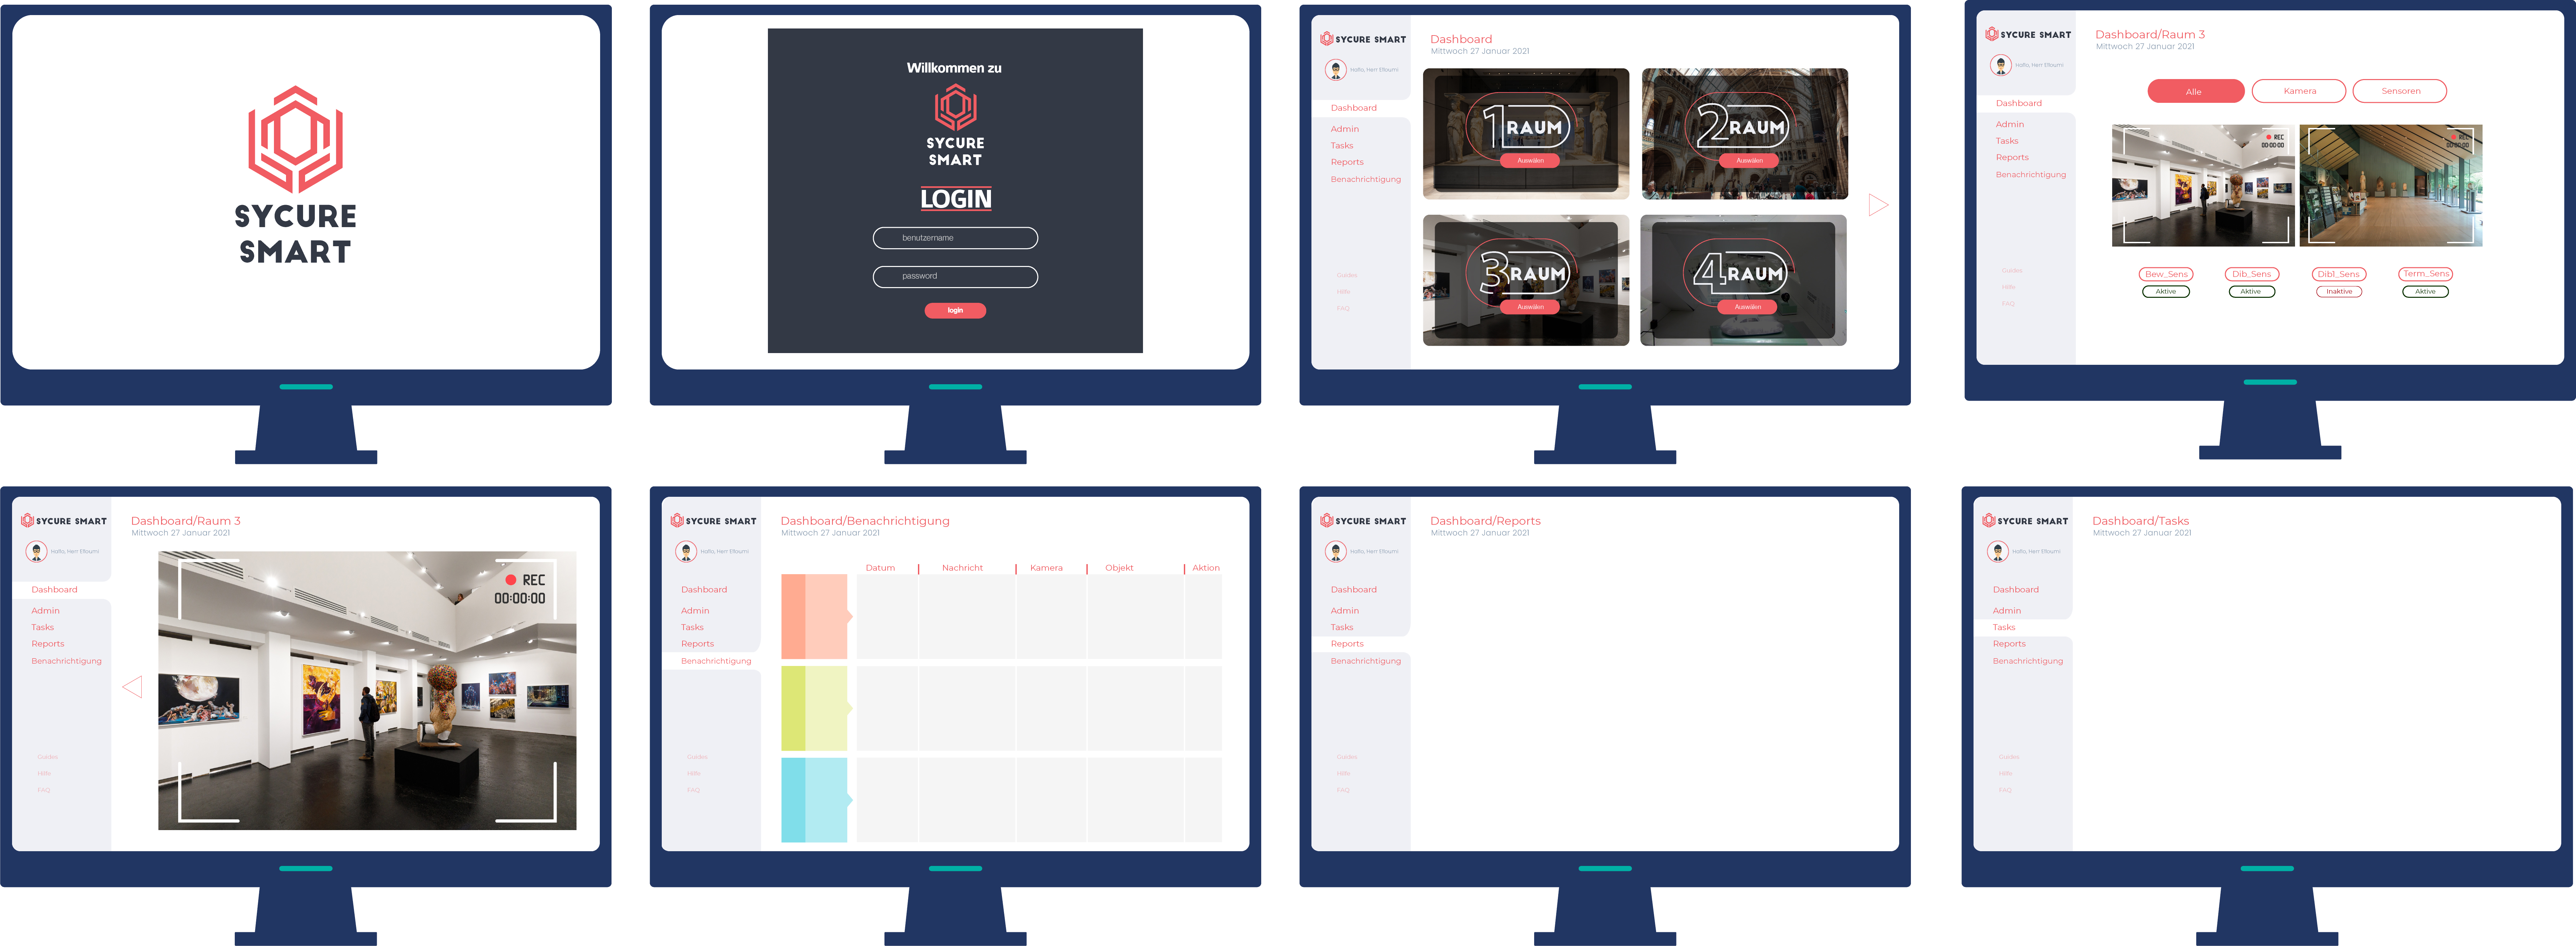 SYCURE
SMART
Willkommen zu
SYCURE
SMART
LOGIN
benutzername
password
login
SYCURE SMART
Hallo, Herr Elloumi
Dashboard
Admin
Tasks
Reports
Benachrichtigung
Guides
Hilfe
FAQ
Dashboard
Mittwoch 27 Januar 2021
1 RAUM
Auswälen
2 RAUM
Auswälen
3 RAUM
Auswälen
4 RAUM
Auswälen
SYCURE SMART
Hallo, Herr Elloumi
Dashboard
Admin
Tasks
Reports
Benachrichtigung
Guides
Hilfe
FAQ
Dashboard/Raum 3
Mittwoch 27 Januar 2021
Alle
Kamera
Sensoren
REC
00:00:00
REC
00:00:00
Bew_Sens
Dib_Sens
Dib1_Sens
Term_Sens
Aktive
Aktive
Inaktive
Aktive
SYCURE SMART
Hallo, Herr Elloumi
Dashboard
Admin
Tasks
Reports
Benachrichtigung
Guides
Hilfe
FAQ
Dashboard/Raum 3
Mittwoch 27 Januar 2021
REC
00:00:00
SYCURE SMART
Hallo, Herr Elloumi
Dashboard
Admin
Tasks
Reports
Benachrichtigung
Guides
Hilfe
FAQ
Dashboard/Benachrichtigung
Mittwoch 27 Januar 2021
Datum
Nachricht
Kamera
Objekt
Aktion
SYCURE SMART
Hallo, Herr Elloumi
Dashboard
Admin
Tasks
Reports
Benachrichtigung
Guides
Hilfe
FAQ
Dashboard/Reports
Mittwoch 27 Januar 2021
SYCURE SMART
Hallo, Herr Elloumi
Dashboard
Admin
Tasks
Reports
Benachrichtigung
Guides
Hilfe
FAQ
Dashboard/Tasks
Mittwoch 27 Januar 2021